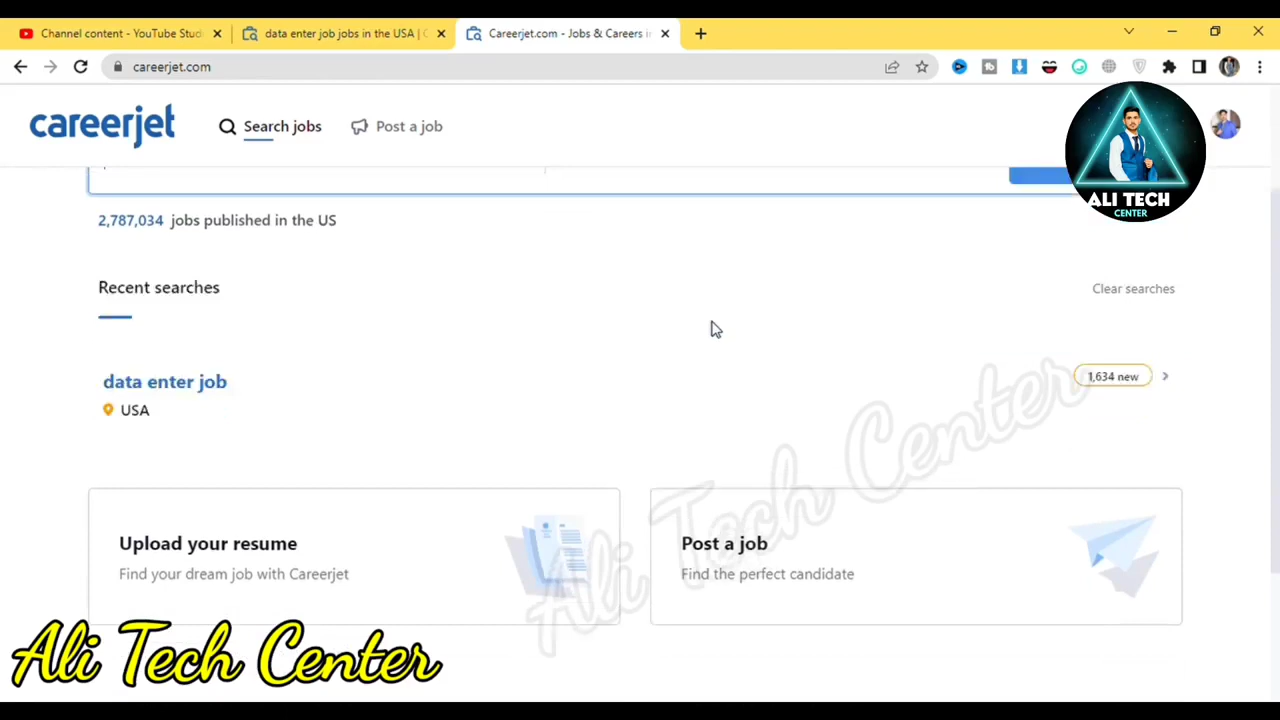 Channel content - YouTube Stud
data enter job jobs in the USA | C
Careerjet.com - Jobs & Careers in
careerjet.com
careerjet
Search jobs
Post a job
ALI TECH
CENTER
2,787,034 jobs published in the US
Recent searches
Clear searches
data enter job
1,634 new
USA
Upload your resume
Find your dream job with Careerjet
Post a job
Find the perfect candidate
Ali Tech Center
Ali Tech Center